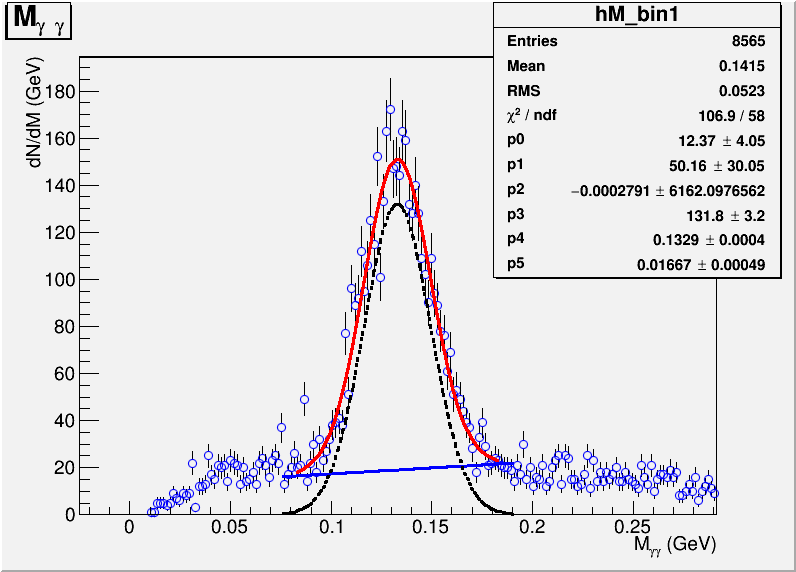 Mγ γ
hM_bin1
Entries 8565
Mean 0.1415
RMS 0.0523
χ² / ndf 106.9 / 58
p0 12.37 ± 4.05
p1 50.16 ± 30.05
p2 −0.0002791 ± 6162.0976562
p3 131.8 ± 3.2
p4 0.1329 ± 0.0004
p5 0.01667 ± 0.00049
dN/dM (GeV)
180
160
140
120
100
80
60
40
20
0
0 0.05 0.1 0.15 0.2 0.25
Mγγ (GeV)